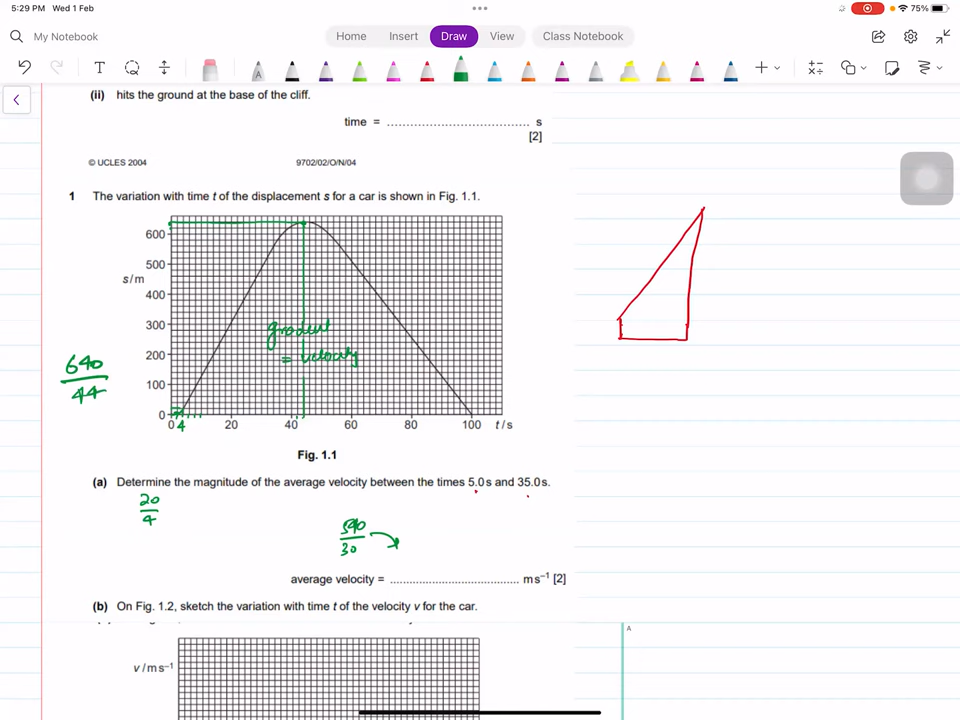 5:29 PM Wed 1 Feb
75%
My Notebook
Home Insert Draw View Class Notebook
(ii) hits the ground at the base of the cliff.
time = .................................... s
[2]
© UCLES 2004 9702/02/O/N/04
1 The variation with time t of the displacement s for a car is shown in Fig. 1.1.
600
500
s/m
400
300
200
100
0
0 20 40 60 80 100 t/s
4
gradient
= velocity
640
44
Fig. 1.1
(a) Determine the magnitude of the average velocity between the times 5.0s and 35.0s.
20
4
540
30
average velocity = .................................... m s⁻¹ [2]
(b) On Fig. 1.2, sketch the variation with time t of the velocity v for the car.
v/ms⁻¹
A